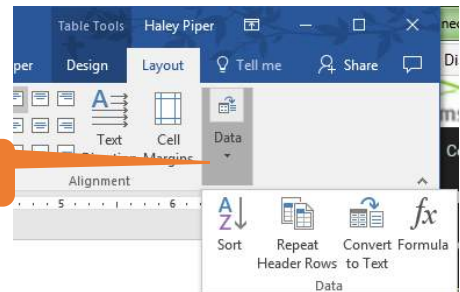 Table Tools Haley Piper
per Design Layout Tell me Share
Text Cell Data
Margins
Alignment
5 6
Sort Repeat Header Rows Convert to Text fx Formula
Data